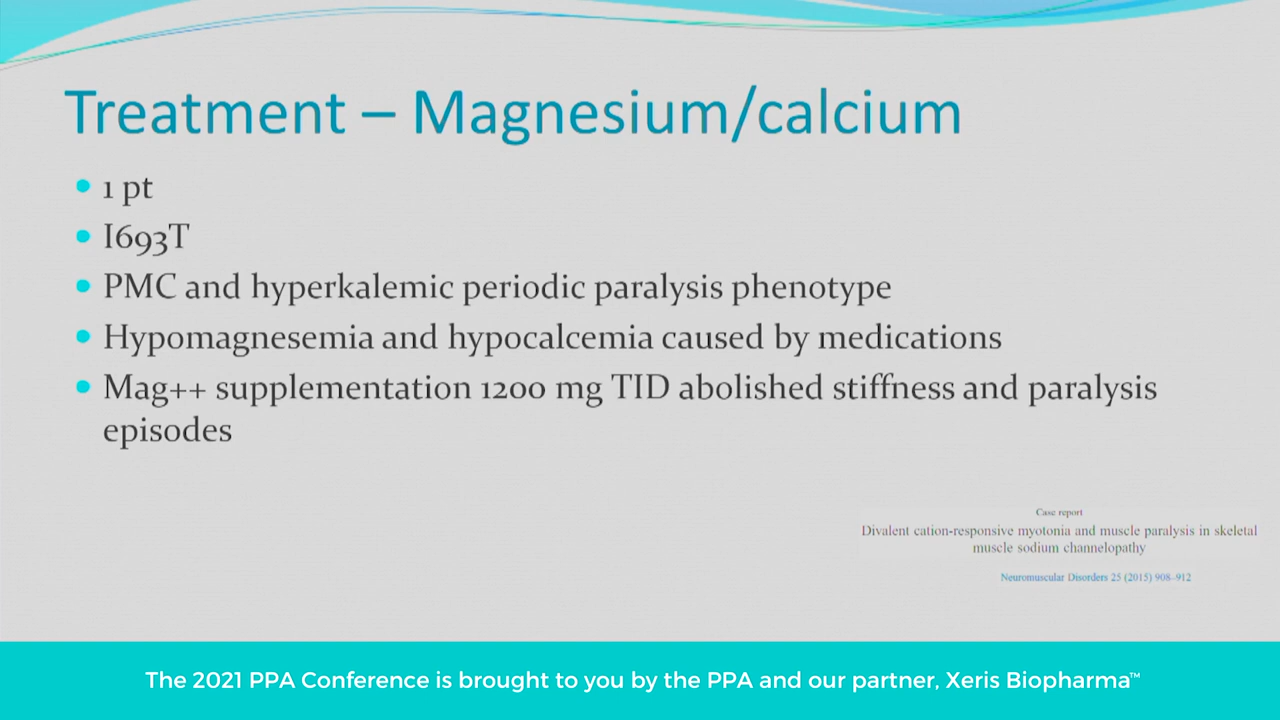 Treatment – Magnesium/calcium
• 1 pt
• I693T
• PMC and hyperkalemic periodic paralysis phenotype
• Hypomagnesemia and hypocalcemia caused by medications
• Mag++ supplementation 1200 mg TID abolished stiffness and paralysis
episodes
Case report
Divalent cation-responsive myotonia and muscle paralysis in skeletal
muscle sodium channelopathy
Neuromuscular Disorders 25 (2015) 908–912
The 2021 PPA Conference is brought to you by the PPA and our partner, Xeris Biopharma™